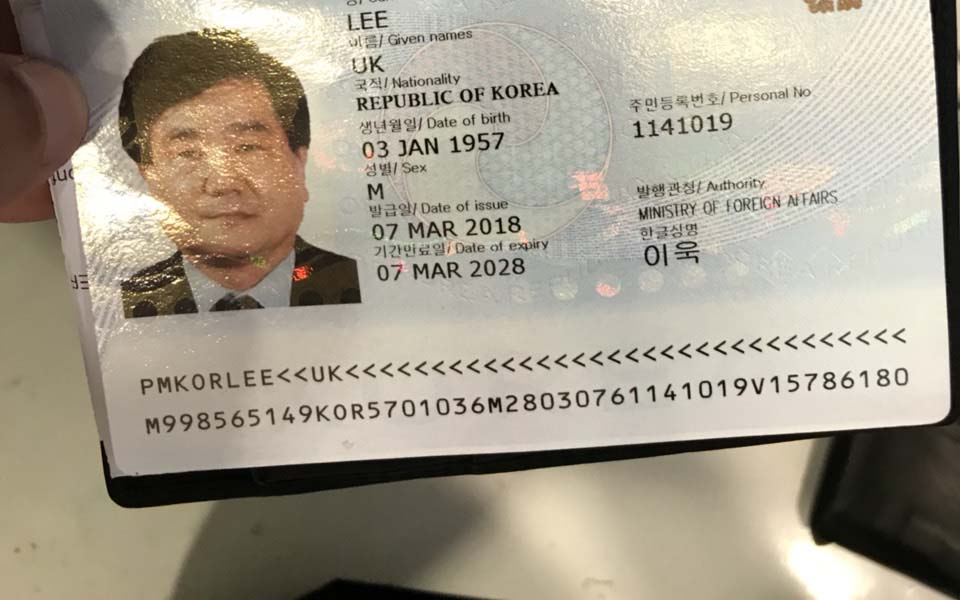 LEE
이름/ Given names
UK
국적/ Nationality
REPUBLIC OF KOREA
생년월일/ Date of birth
03 JAN 1957
주민등록번호/ Personal No
1141019
성별/ Sex
M
발급일/ Date of issue
07 MAR 2018
발행관청/ Authority
MINISTRY OF FOREIGN AFFAIRS
기간만료일/ Date of expiry
07 MAR 2028
한글성명
이욱
PMKORLEE<<UK<<<<<<<<<<<<<<<<<<<<<<<<<<<<<<<<
M998565149KOR5701036M28030761141019V15786180